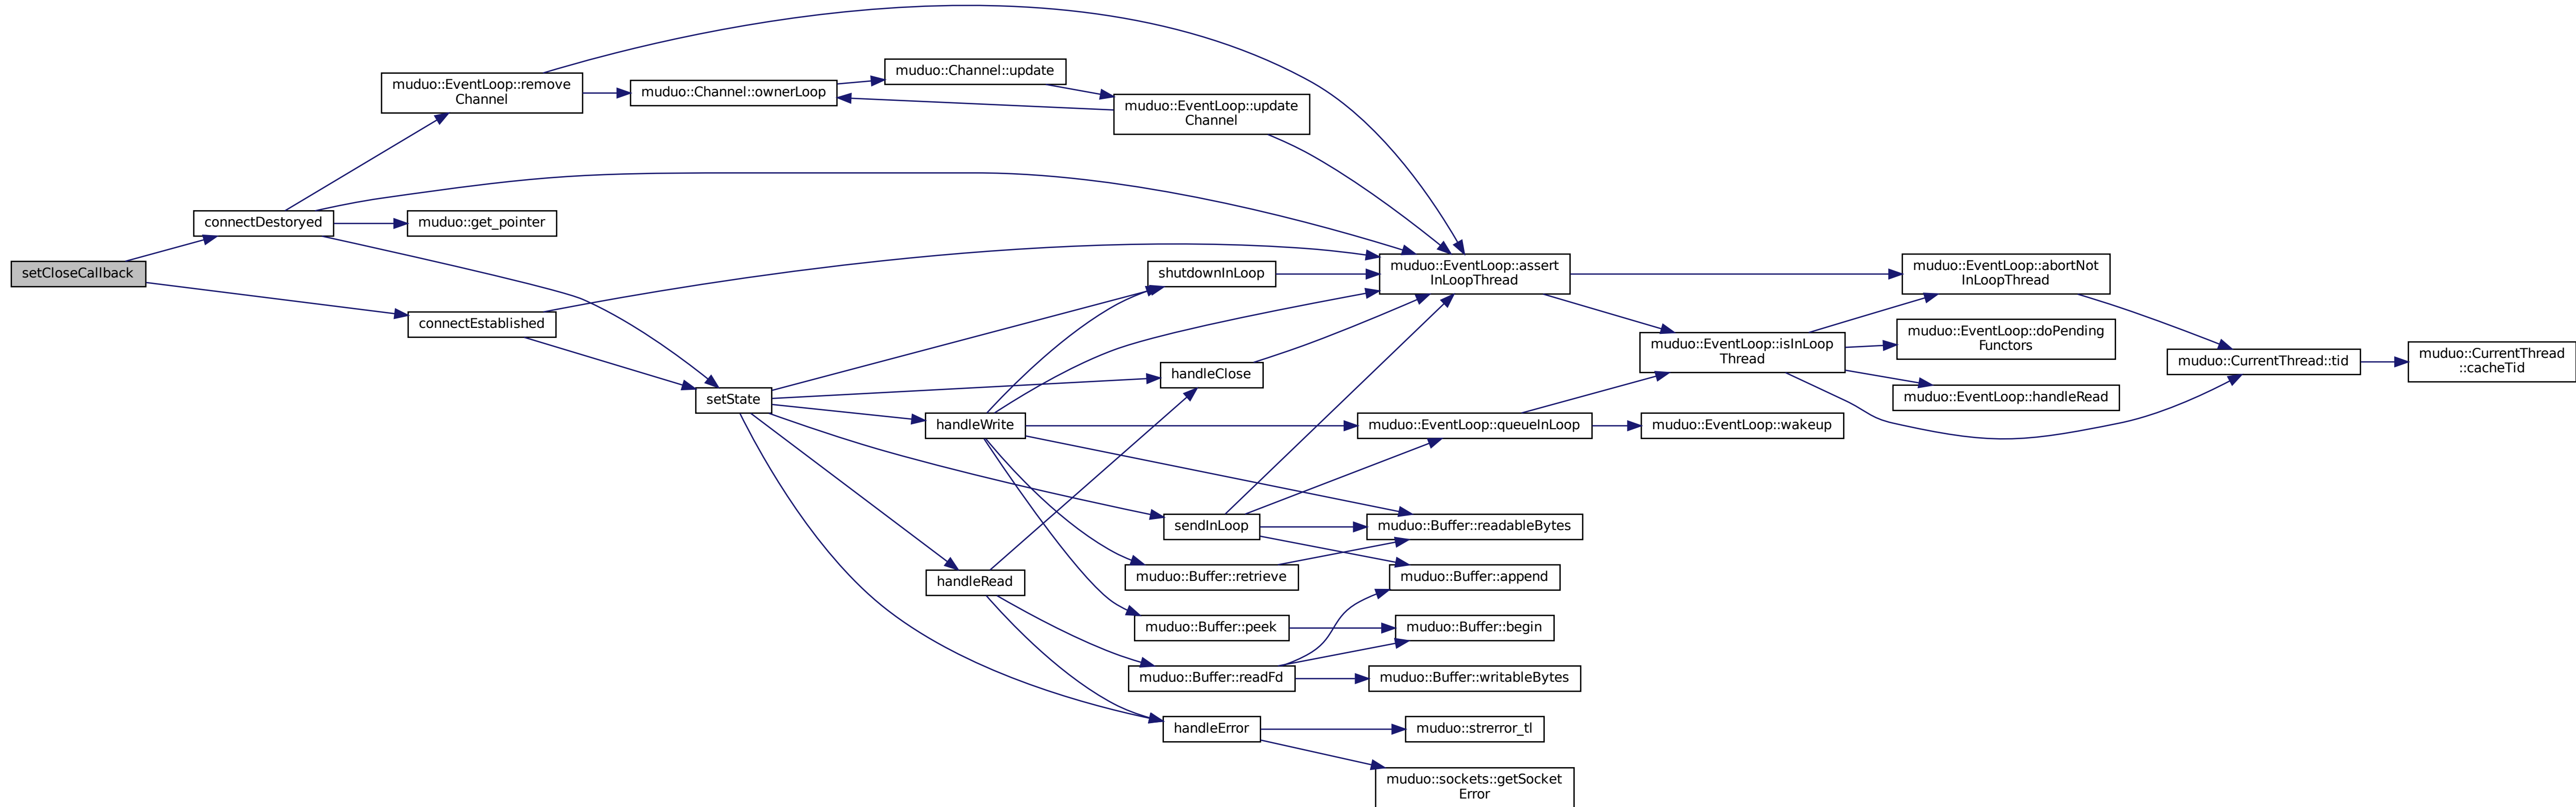 muduo::Channel::update
muduo::EventLoop::remove
Channel
muduo::Channel::ownerLoop
muduo::EventLoop::update
Channel
connectDestoryed
muduo::get_pointer
setCloseCallback
shutdownInLoop
muduo::EventLoop::assert
InLoopThread
muduo::EventLoop::abortNot
InLoopThread
connectEstablished
muduo::EventLoop::isInLoop
Thread
muduo::EventLoop::doPending
Functors
muduo::CurrentThread::tid
muduo::CurrentThread
::cacheTid
handleClose
muduo::EventLoop::handleRead
setState
handleWrite
muduo::EventLoop::queueInLoop
muduo::EventLoop::wakeup
sendInLoop
muduo::Buffer::readableBytes
handleRead
muduo::Buffer::retrieve
muduo::Buffer::append
muduo::Buffer::peek
muduo::Buffer::begin
muduo::Buffer::readFd
muduo::Buffer::writableBytes
handleError
muduo::strerror_tl
muduo::sockets::getSocket
Error